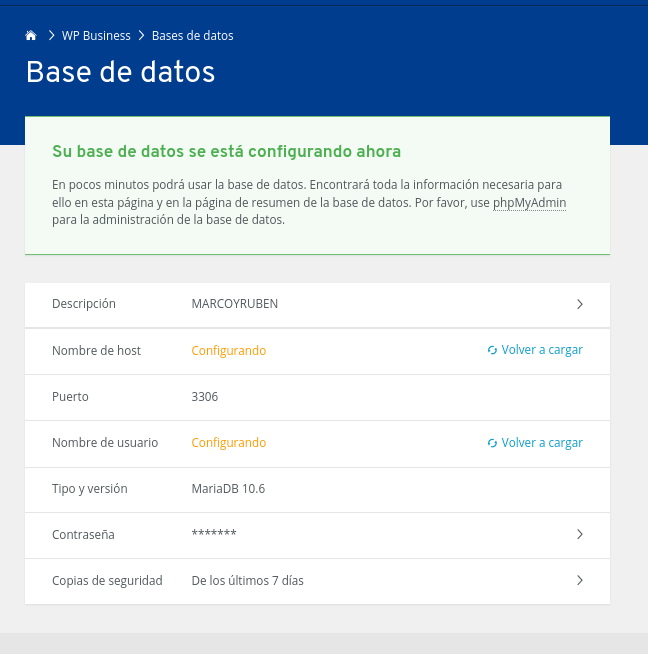 WP Business Bases de datos
Base de datos
Su base de datos se está configurando ahora
En pocos minutos podrá usar la base de datos. Encontrará toda la información necesaria para
ello en esta página y en la página de resumen de la base de datos. Por favor, use phpMyAdmin
para la administración de la base de datos.
Descripción MARCOYRUBEN
Nombre de host Configurando Volver a cargar
Puerto 3306
Nombre de usuario Configurando Volver a cargar
Tipo y versión MariaDB 10.6
Contraseña *******
Copias de seguridad De los últimos 7 días